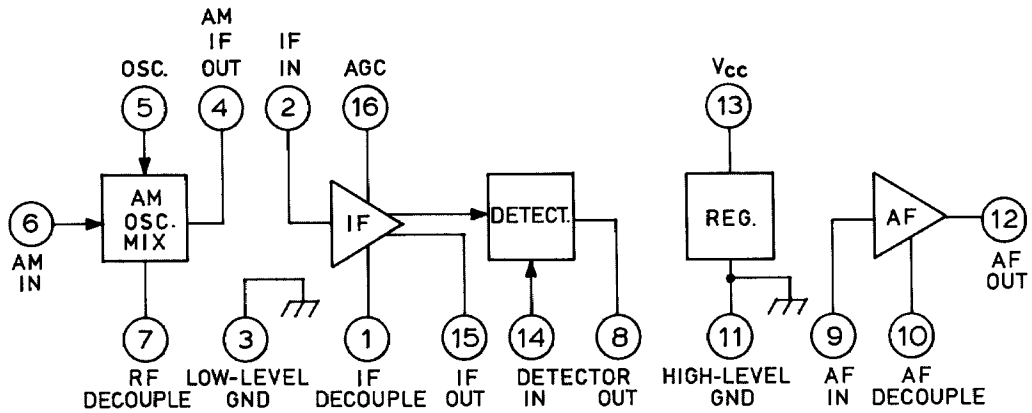 AM
IF
OUT
IF
IN
OSC.
AGC
Vcc
5
4
2
16
13
6
AM
IN
AM
OSC.
MIX
IF
DETECT.
REG.
AF
12
AF
OUT
7
3
1
15
14
8
11
9
10
RF
DECOUPLE
LOW-LEVEL
GND
IF
DECOUPLE
IF
OUT
DETECTOR
IN OUT
HIGH-LEVEL
GND
AF
IN
AF
DECOUPLE